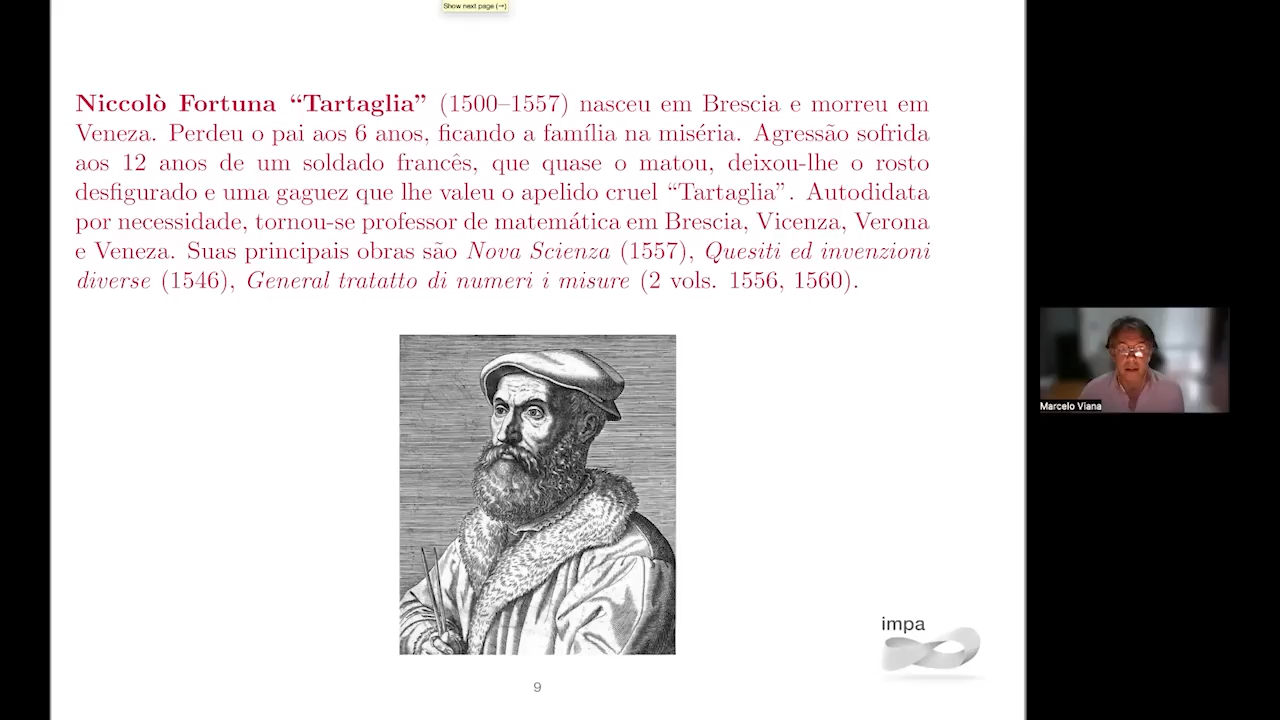 Show next page (→)
Niccolò Fortuna “Tartaglia” (1500–1557) nasceu em Brescia e morreu em
Veneza. Perdeu o pai aos 6 anos, ficando a família na miséria. Agressão sofrida
aos 12 anos de um soldado francês, que quase o matou, deixou-lhe o rosto
desfigurado e uma gaguez que lhe valeu o apelido cruel “Tartaglia”. Autodidata
por necessidade, tornou-se professor de matemática em Brescia, Vicenza, Verona
e Veneza. Suas principais obras são Nova Scienza (1557), Quesiti ed invenzioni
diverse (1546), General tratatto di numeri i misure (2 vols. 1556, 1560).
Marcelo Viana
impa
9